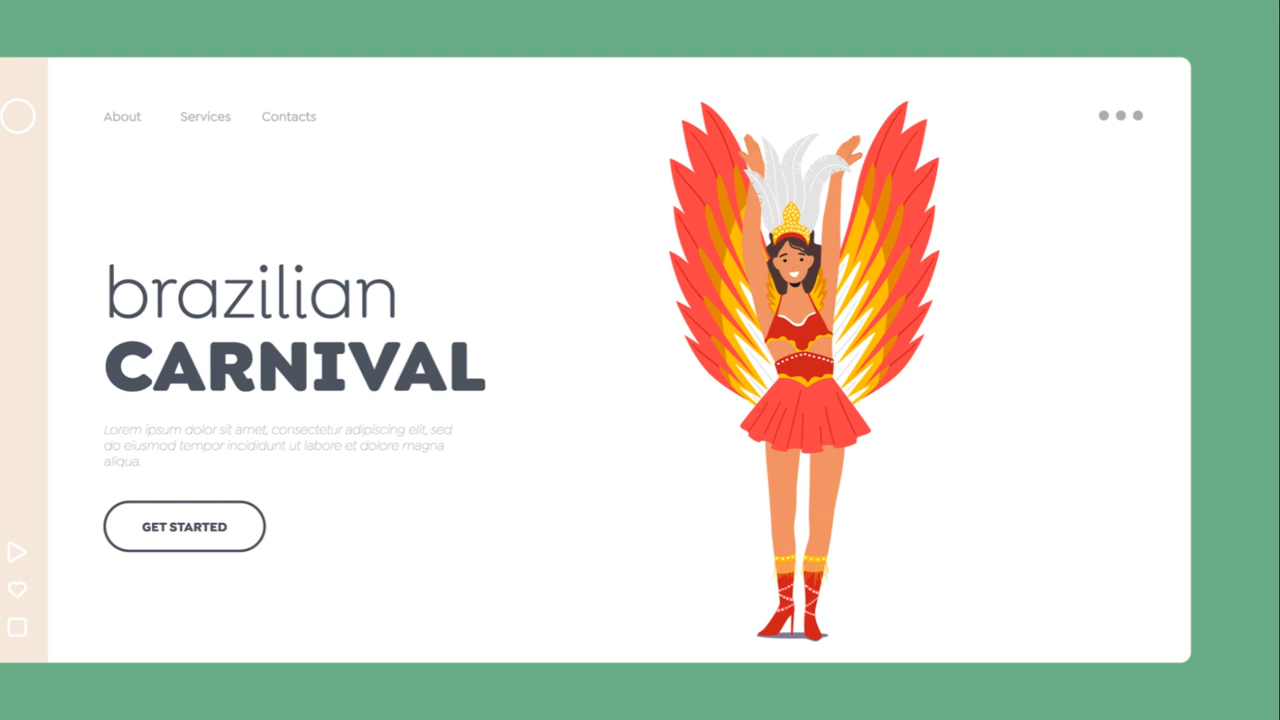 About Services Contacts
brazilian
CARNIVAL
Lorem ipsum dolor sit amet, consectetur adipiscing elit, sed
do eiusmod tempor incididunt ut labore et dolore magna
aliqua.
GET STARTED